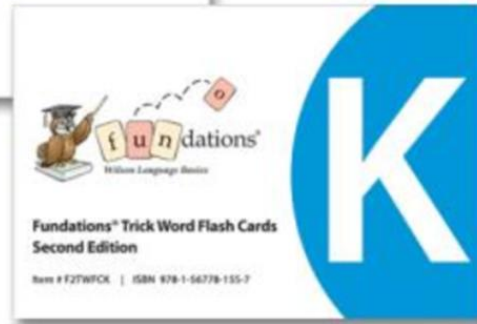 o
f u n dations®
Wilson Language Basics
K
Fundations® Trick Word Flash Cards
Second Edition
Item # F2TWFCK | ISBN 978-1-56778-155-7